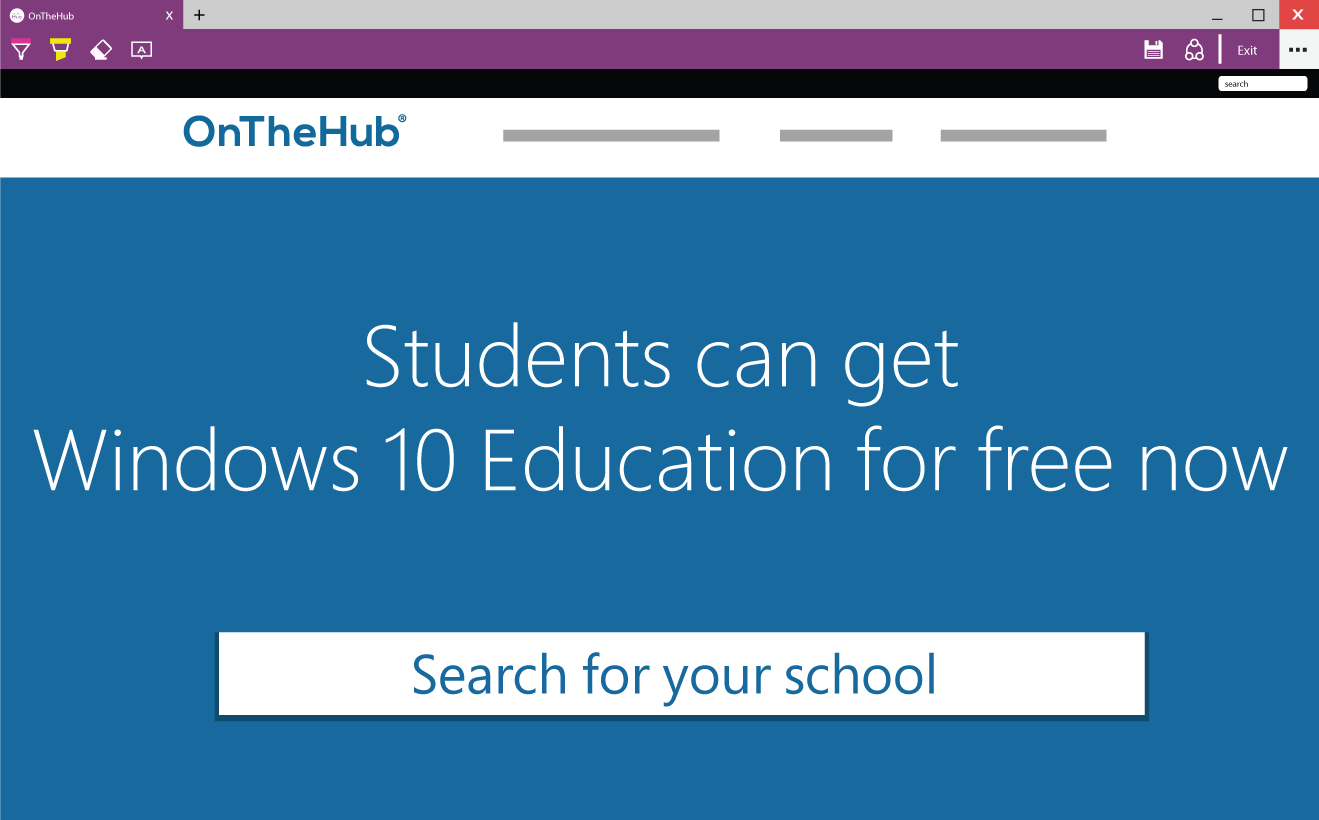 OnTheHub X +
A
Exit
search
OnTheHub®
Students can get
Windows 10 Education for free now
Search for your school